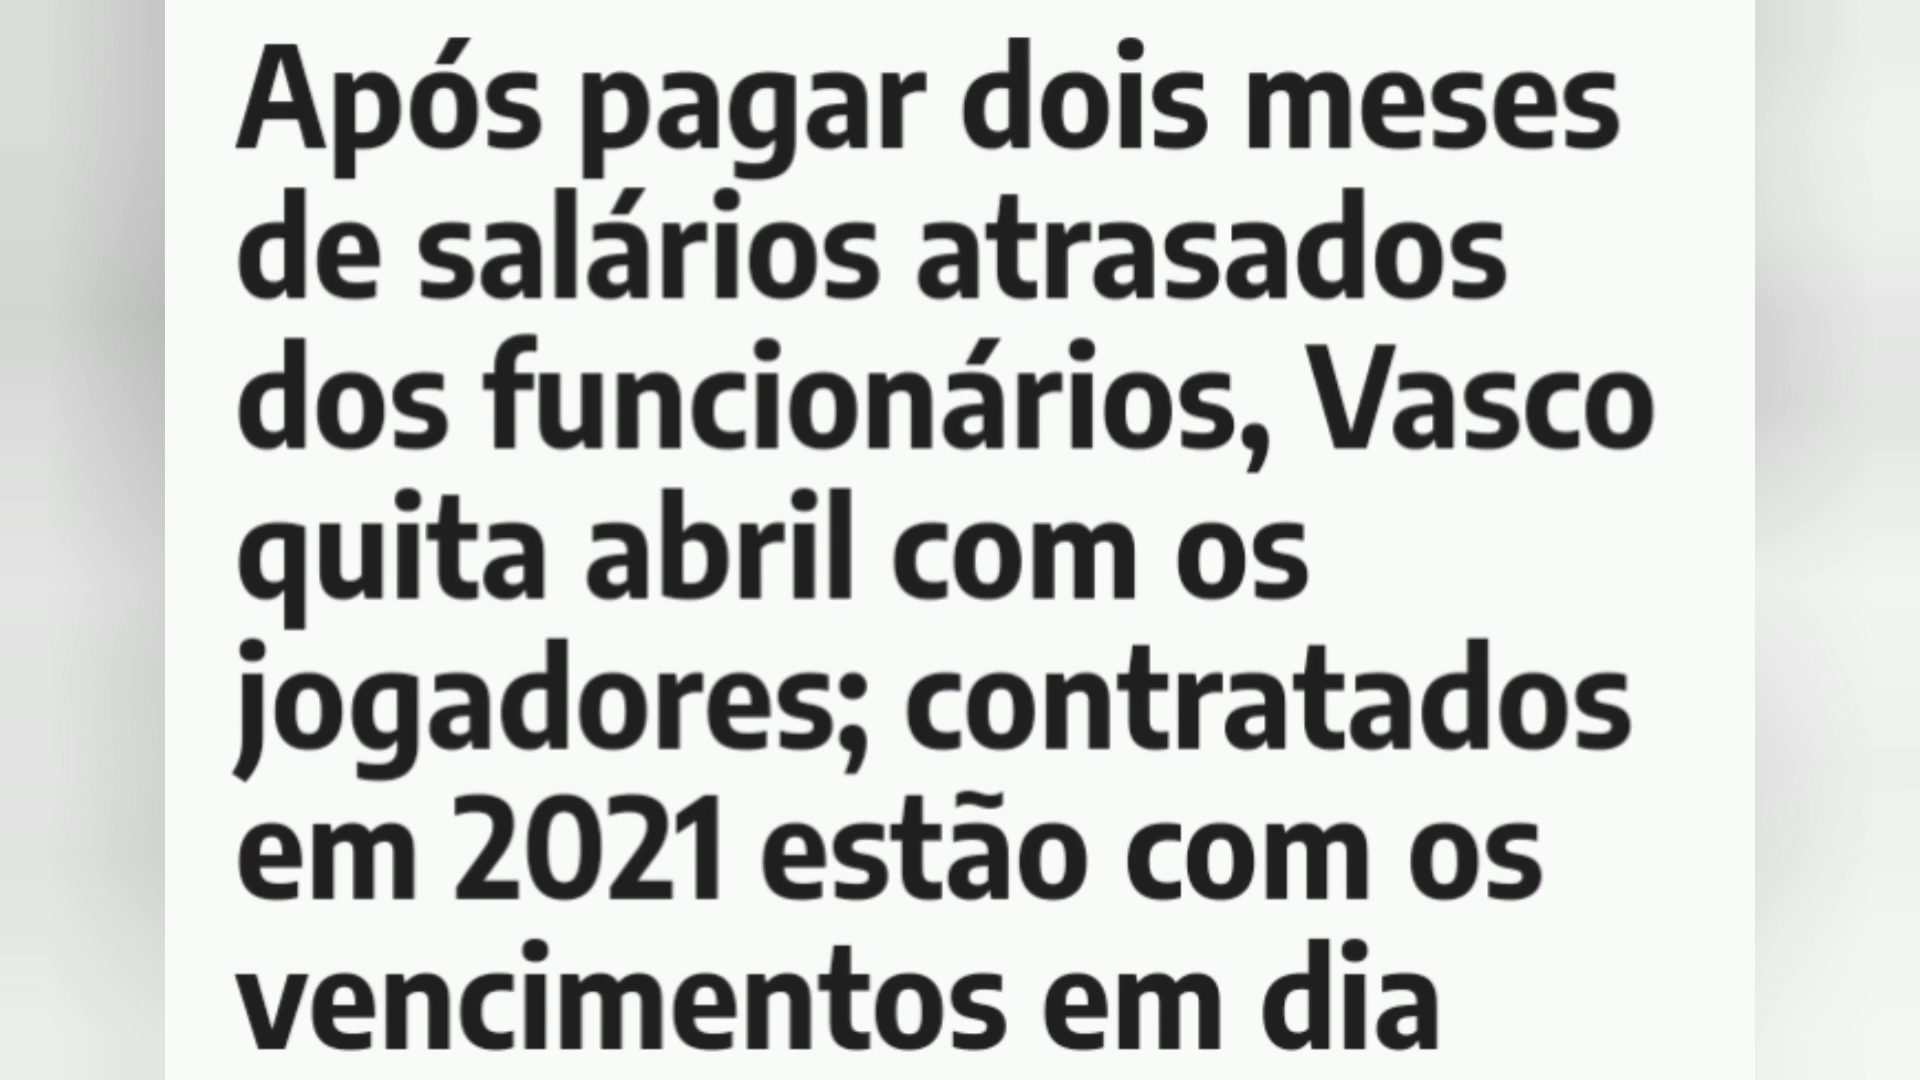 Após pagar dois meses
de salários atrasados
dos funcionários, Vasco
quita abril com os
jogadores; contratados
em 2021 estão com os
vencimentos em dia